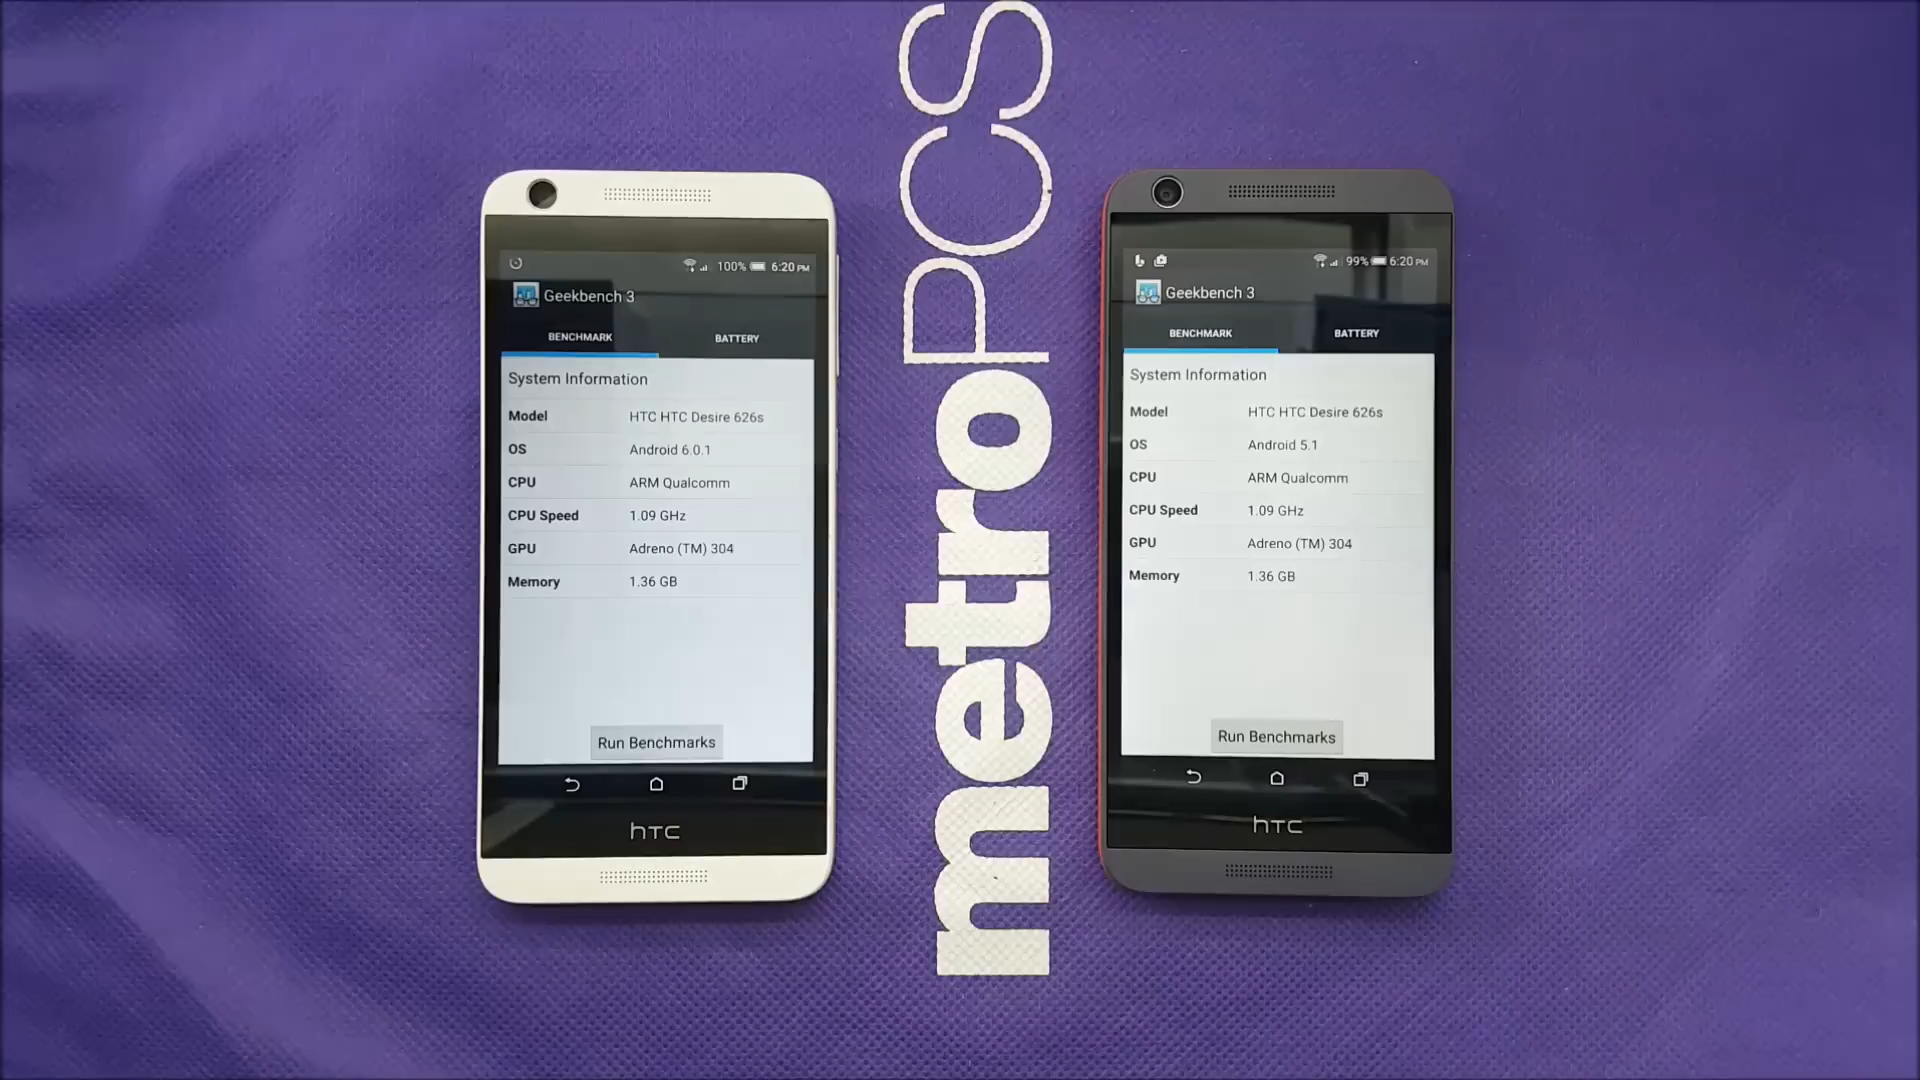 100% 6:20 PM
Geekbench 3
BENCHMARK BATTERY
System Information
Model HTC HTC Desire 626s
OS Android 6.0.1
CPU ARM Qualcomm
CPU Speed 1.09 GHz
GPU Adreno (TM) 304
Memory 1.36 GB
Run Benchmarks
hTC
metroPCS
99% 6:20 PM
Geekbench 3
BENCHMARK BATTERY
System Information
Model HTC HTC Desire 626s
OS Android 5.1
CPU ARM Qualcomm
CPU Speed 1.09 GHz
GPU Adreno (TM) 304
Memory 1.36 GB
Run Benchmarks
hTC